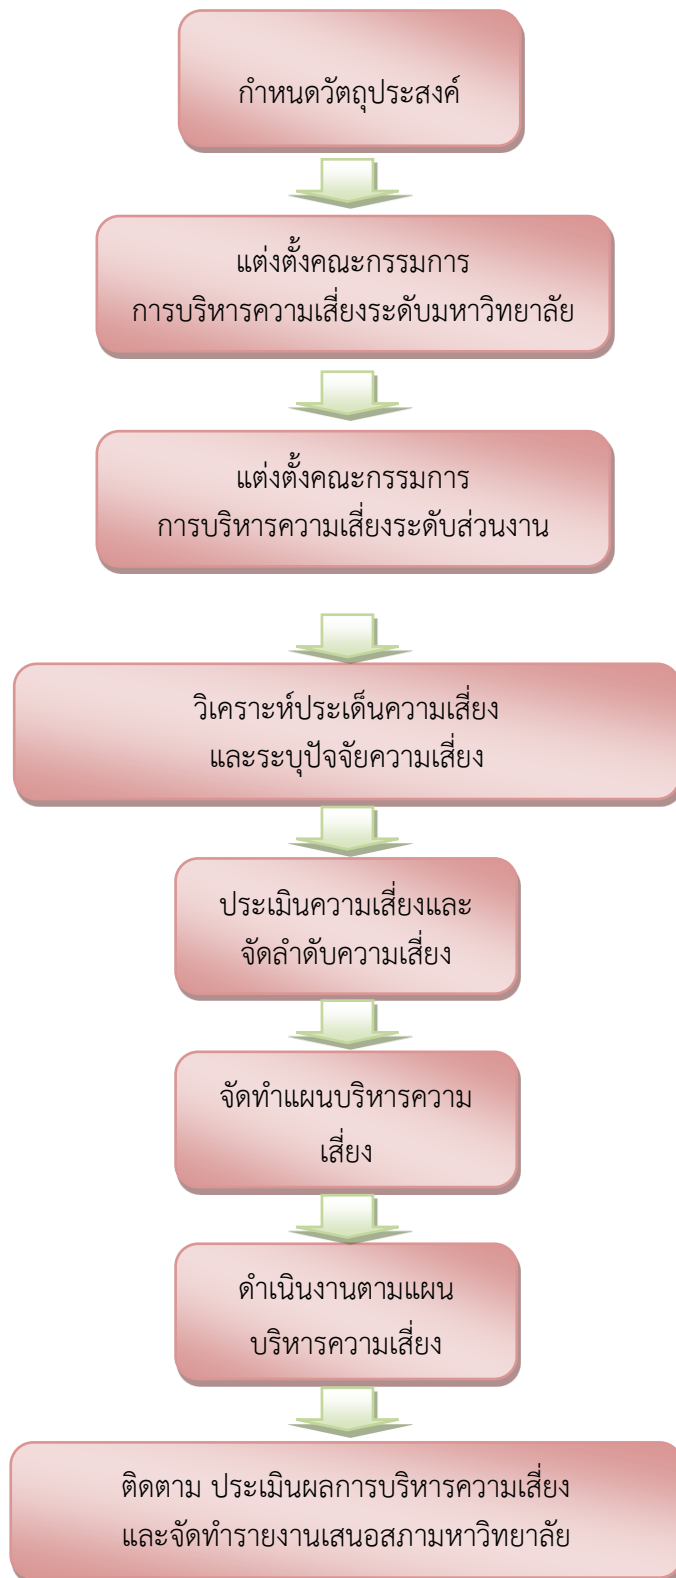 กำหนดวัตถุประสงค์
แต่งตั้งคณะกรรมการ
การบริหารความเสี่ยงระดับมหาวิทยาลัย
แต่งตั้งคณะกรรมการ
การบริหารความเสี่ยงระดับส่วนงาน
วิเคราะห์ประเด็นความเสี่ยง
และระบุปัจจัยความเสี่ยง
ประเมินความเสี่ยงและ
จัดลำดับความเสี่ยง
จัดทำแผนบริหารความ
เสี่ยง
ดำเนินงานตามแผน
บริหารความเสี่ยง
ติดตาม ประเมินผลการบริหารความเสี่ยง
และจัดทำรายงานเสนอสภามหาวิทยาลัย